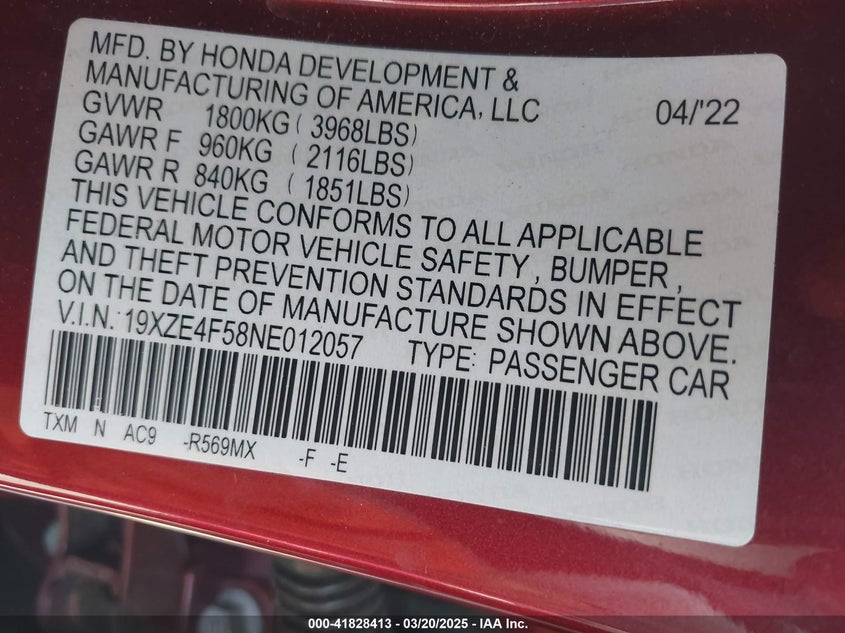 MFD. BY HONDA DEVELOPMENT &
MANUFACTURING OF AMERICA, LLC 04/'22
GVWR 1800KG ( 3968LBS)
GAWR F 960KG ( 2116LBS)
GAWR R 840KG ( 1851LBS)
THIS VEHICLE CONFORMS TO ALL APPLICABLE
FEDERAL MOTOR VEHICLE SAFETY , BUMPER ,
AND THEFT PREVENTION STANDARDS IN EFFECT
ON THE DATE OF MANUFACTURE SHOWN ABOVE.
V.I.N. 19XZE4F58NE012057 TYPE: PASSENGER CAR
TXM N AC9 -R569MX -F -E
000-41828413 — 03/20/2025 — IAA Inc.